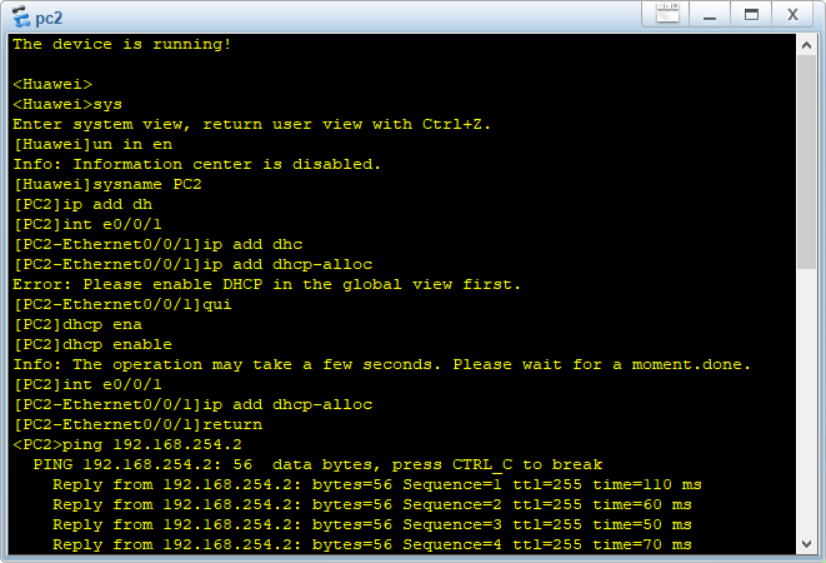 pc2
The device is running!
<Huawei>
<Huawei>sys
Enter system view, return user view with Ctrl+Z.
[Huawei]un in en
Info: Information center is disabled.
[Huawei]sysname PC2
[PC2]ip add dh
[PC2]int e0/0/1
[PC2-Ethernet0/0/1]ip add dhc
[PC2-Ethernet0/0/1]ip add dhcp-alloc
Error: Please enable DHCP in the global view first.
[PC2-Ethernet0/0/1]qui
[PC2]dhcp ena
[PC2]dhcp enable
Info: The operation may take a few seconds. Please wait for a moment.done.
[PC2]int e0/0/1
[PC2-Ethernet0/0/1]ip add dhcp-alloc
[PC2-Ethernet0/0/1]return
<PC2>ping 192.168.254.2
  PING 192.168.254.2: 56  data bytes, press CTRL_C to break
    Reply from 192.168.254.2: bytes=56 Sequence=1 ttl=255 time=110 ms
    Reply from 192.168.254.2: bytes=56 Sequence=2 ttl=255 time=60 ms
    Reply from 192.168.254.2: bytes=56 Sequence=3 ttl=255 time=50 ms
    Reply from 192.168.254.2: bytes=56 Sequence=4 ttl=255 time=70 ms